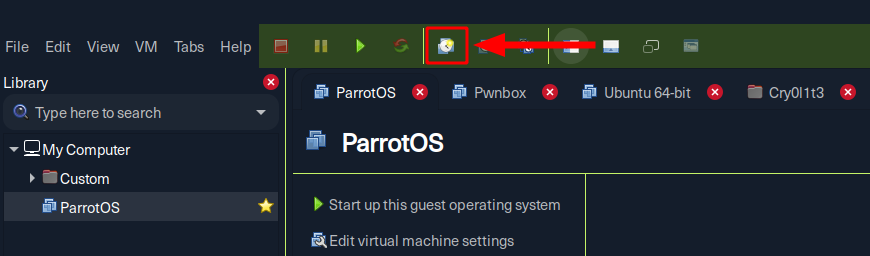 File Edit View VM Tabs Help
Library
Type here to search
My Computer
Custom
ParrotOS
ParrotOS Pwnbox Ubuntu 64-bit Cry0l1t3
ParrotOS
Start up this guest operating system
Edit virtual machine settings